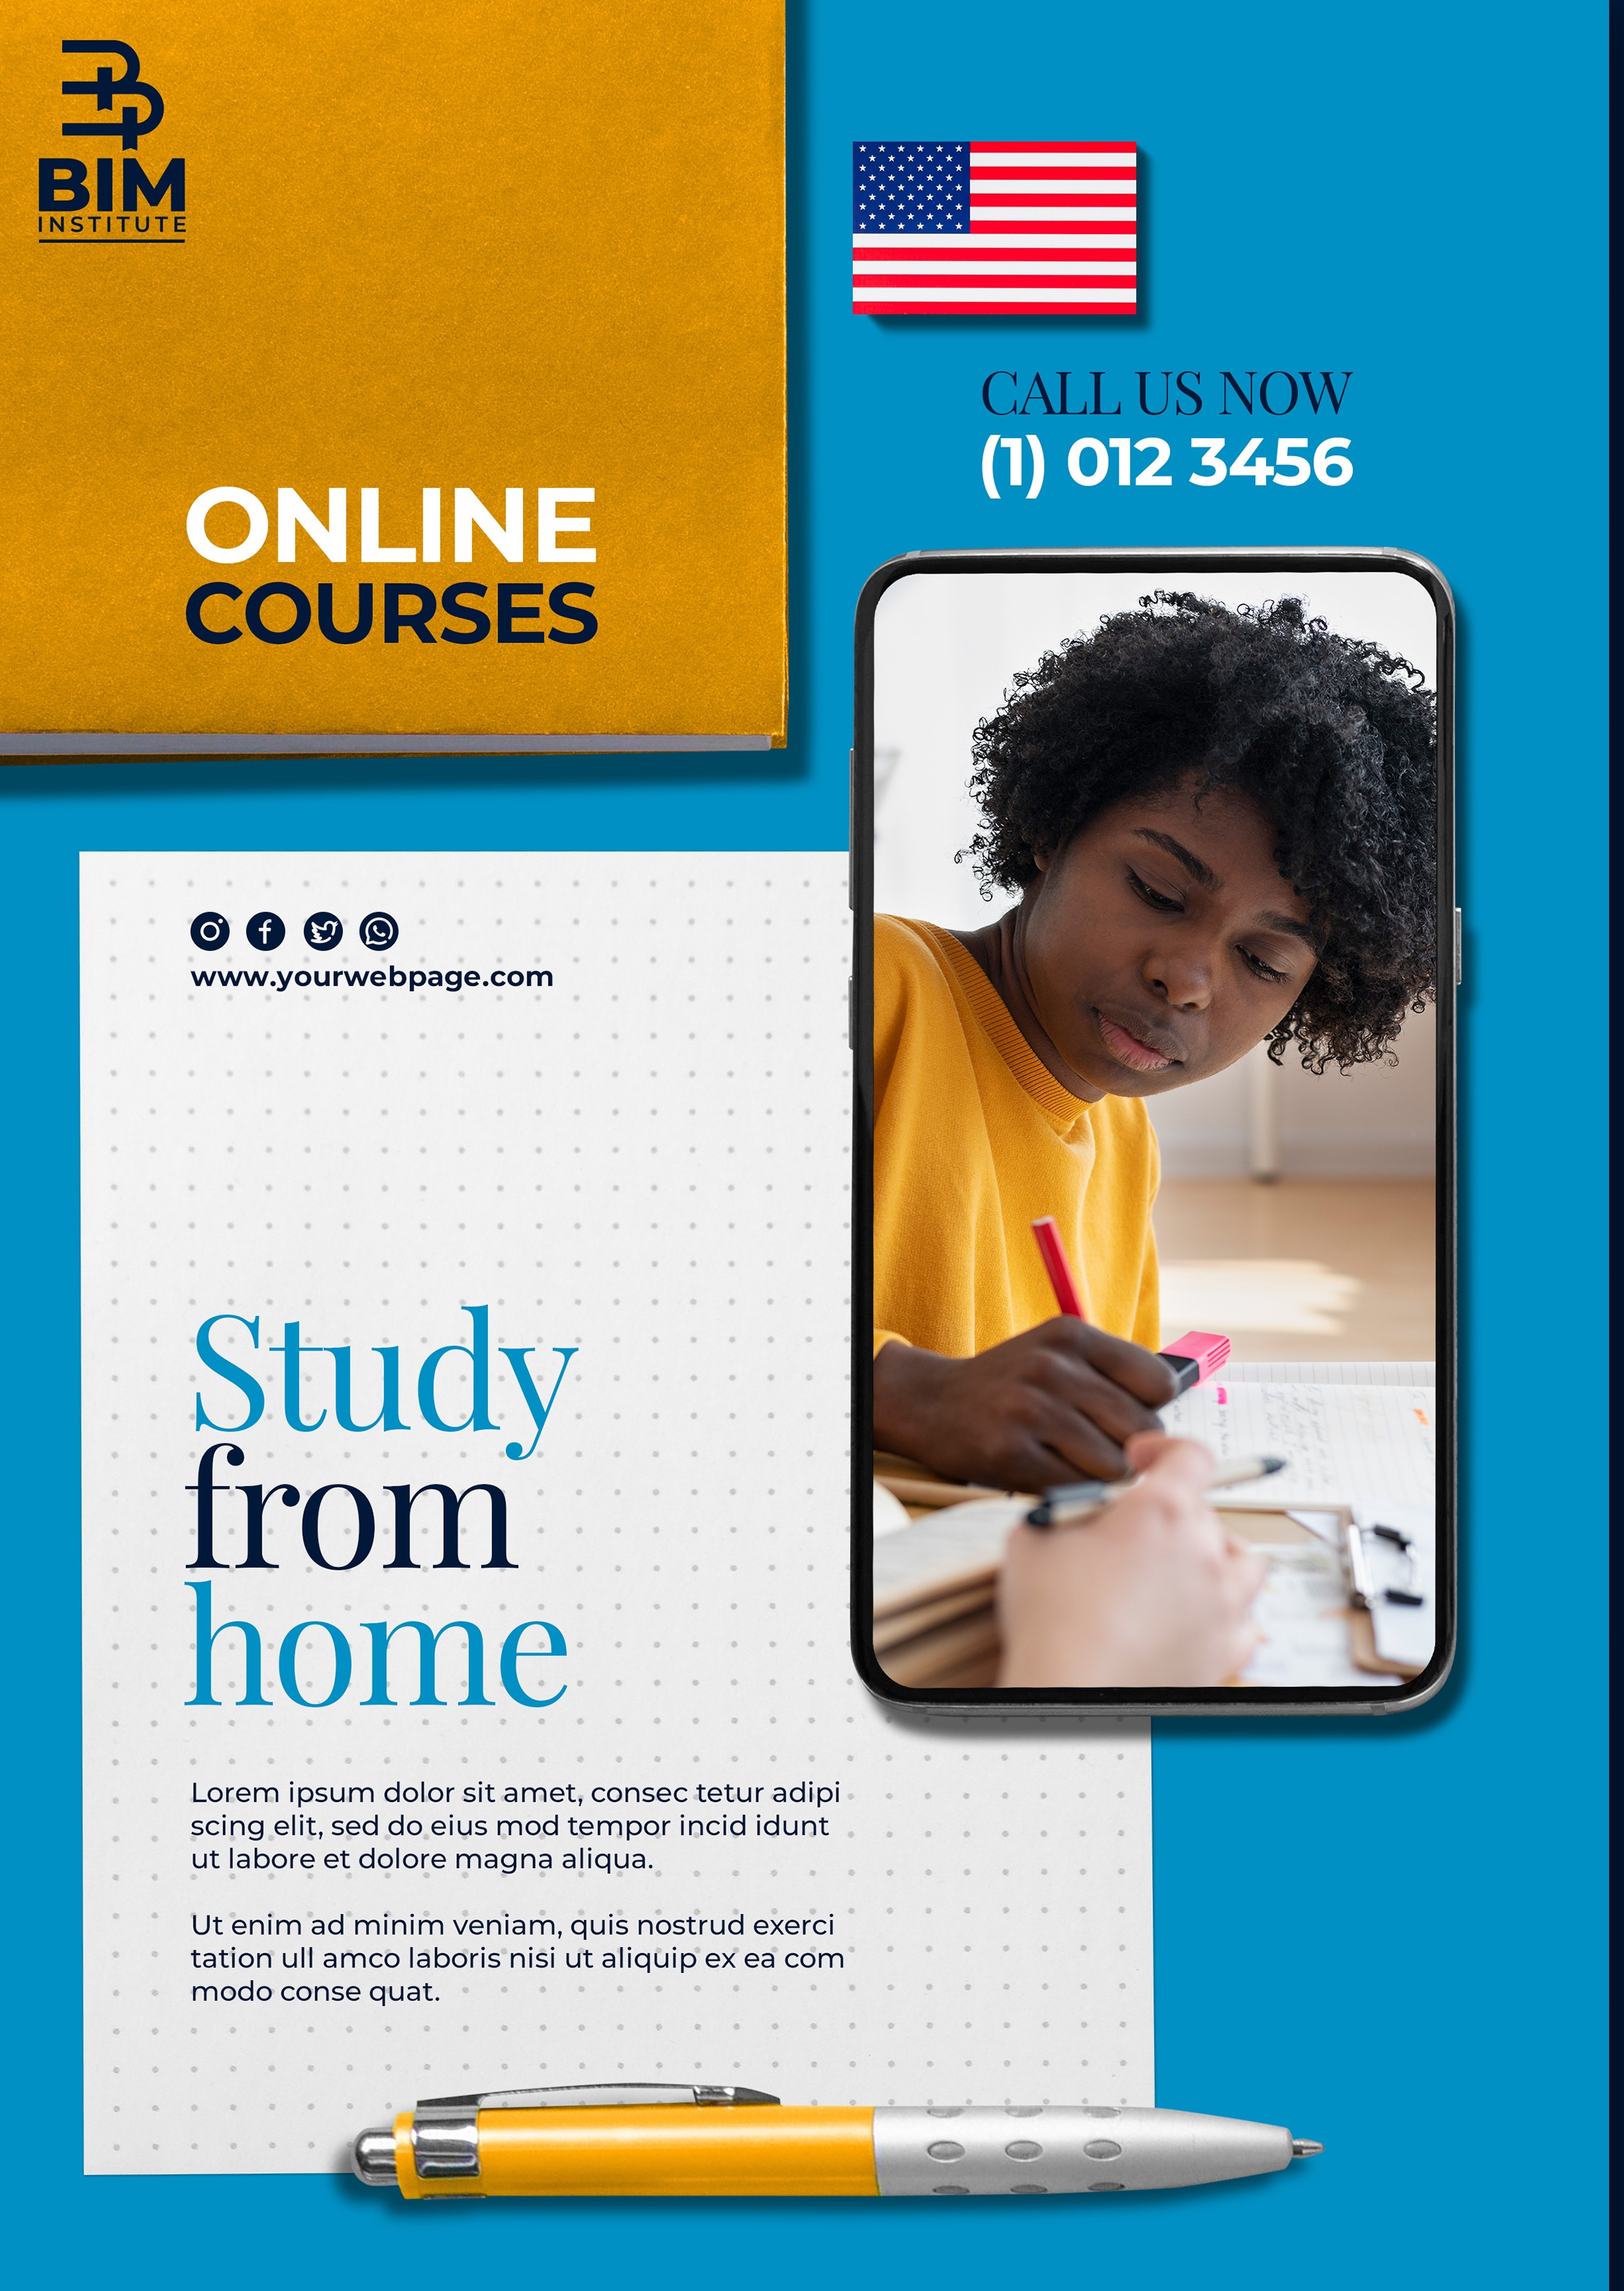 BIM
INSTITUTE
ONLINE
COURSES
CALL US NOW
(1) 012 3456
www.yourwebpage.com
Study
from
home
Lorem ipsum dolor sit amet, consec tetur adipi
scing elit, sed do eius mod tempor incid idunt
ut labore et dolore magna aliqua.
Ut enim ad minim veniam, quis nostrud exerci
tation ull amco laboris nisi ut aliquip ex ea com
modo conse quat.